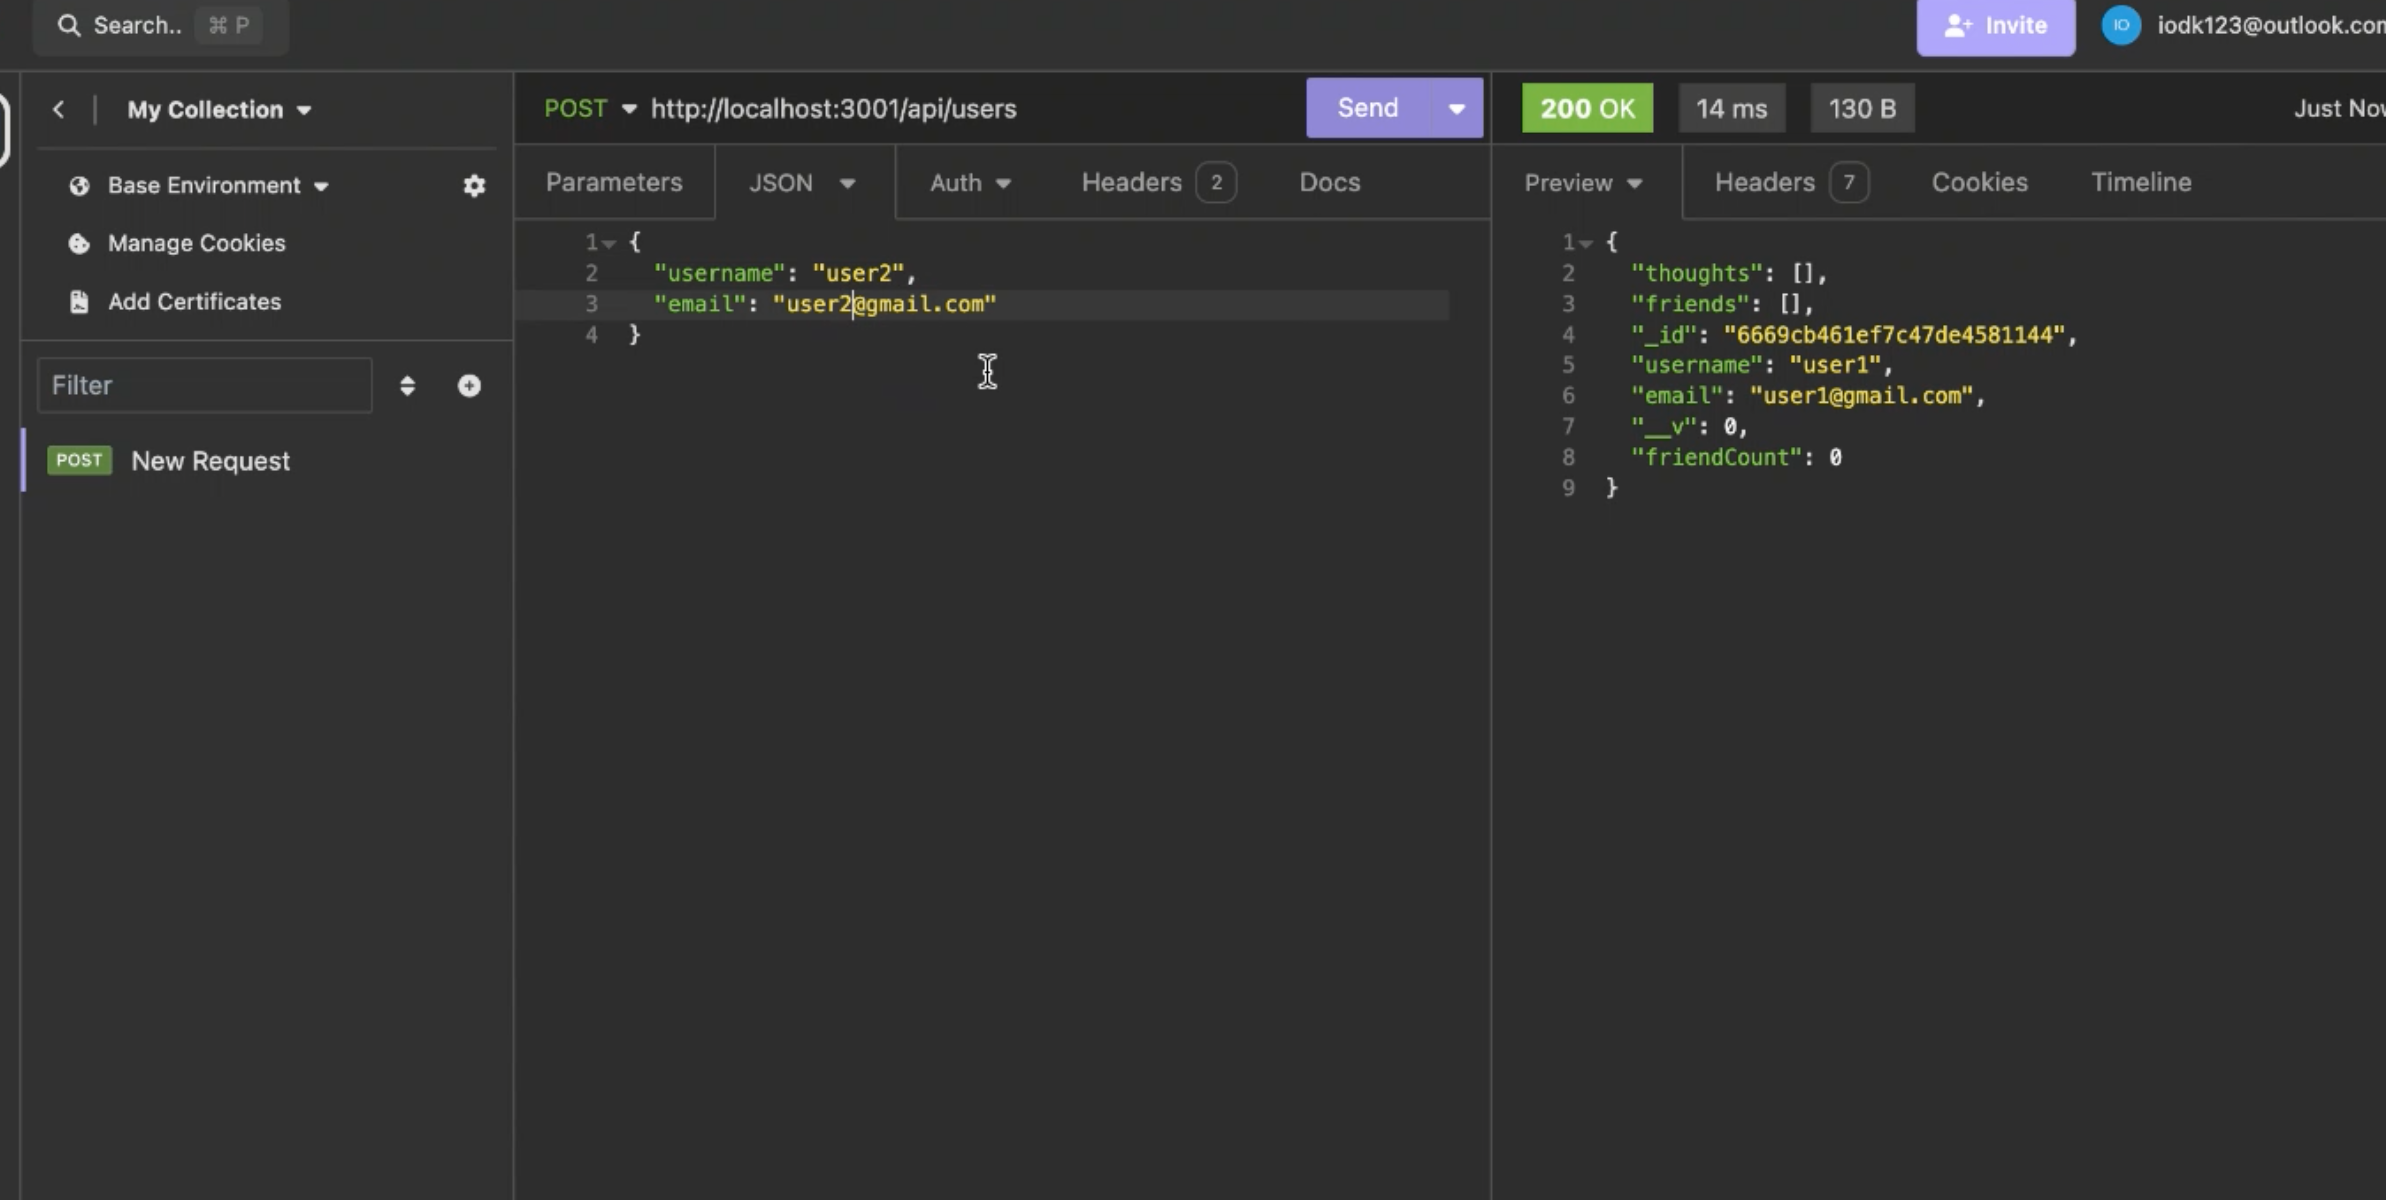 Search.. ⌘ P
Invite
IO iodk123@outlook.com
My Collection
Base Environment
Manage Cookies
Add Certificates
Filter
POST New Request
POST http://localhost:3001/api/users
Send
Parameters JSON Auth Headers 2 Docs
1 {
2 "username": "user2",
3 "email": "user2@gmail.com"
4 }
200 OK 14 ms 130 B Just Now
Preview Headers 7 Cookies Timeline
1 {
2 "thoughts": [],
3 "friends": [],
4 "_id": "6669cb461ef7c47de4581144",
5 "username": "user1",
6 "email": "user1@gmail.com",
7 "__v": 0,
8 "friendCount": 0
9 }